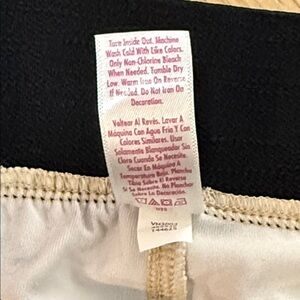 Turn Inside Out. Machine
Wash Cold With Like Colors.
Only Non-Chlorine Bleach
When Needed. Tumble Dry
Low. Warm Iron on Reverse
If Needed. Do Not Iron on
Decoration.
Voltear Al Revés. Lavar A
Máquina Con Agua Fría Y Con
Colores Similares. Usar
Solamente Blanqueador Sin
Cloro Cuando Se Necesite.
Secar En Máquina A
Temperatura Baja. Planchar
Tibia Sobre El Reverso
Si Se Necesite. No Planchar
Sobre La Decoración.